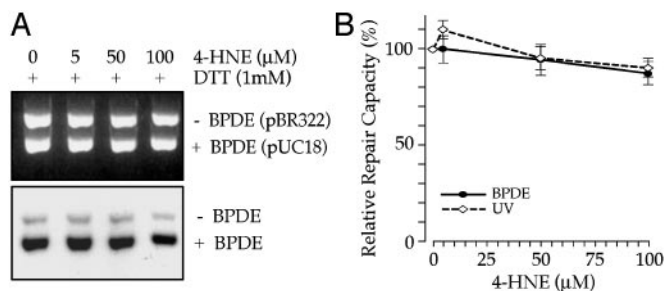 A
0 5 50 100 4-HNE (μM)
+ + + + DTT (1mM)
- BPDE (pBR322)
+ BPDE (pUC18)
- BPDE
+ BPDE
B
Relative Repair Capacity (%)
100
50
0
BPDE
UV
0 25 50 75 100
4-HNE (μM)